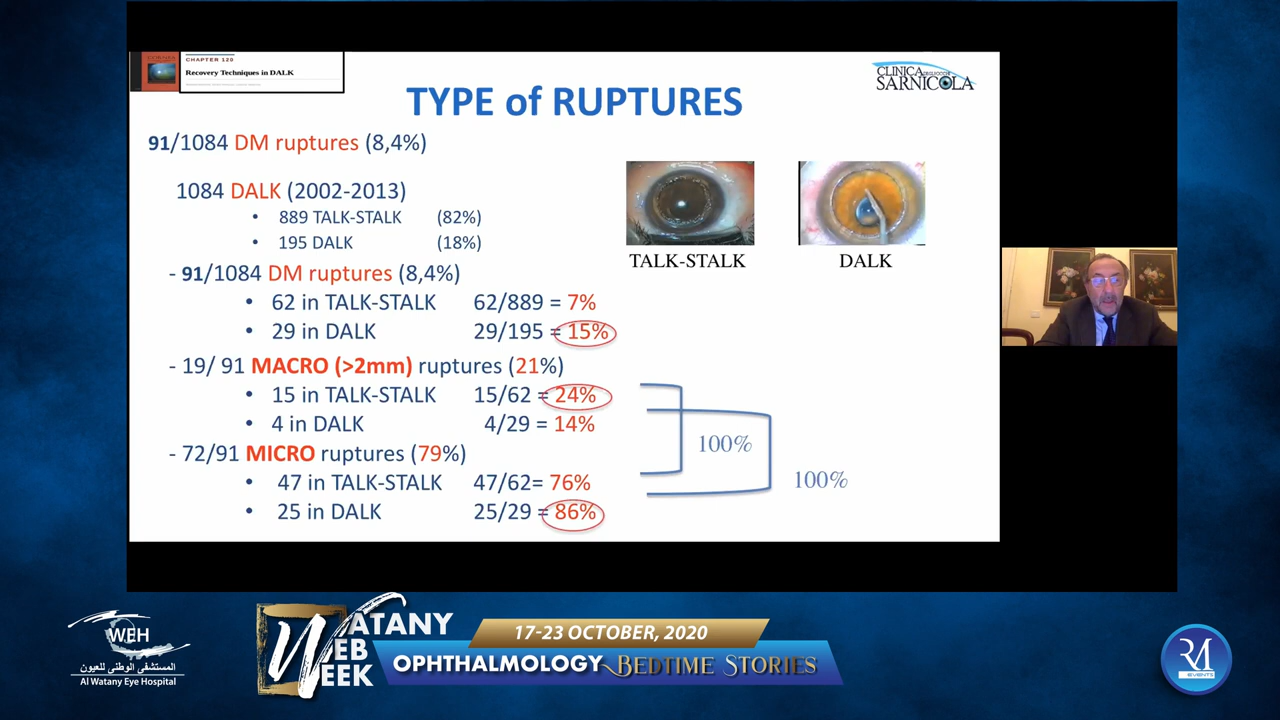 CORNEA
CHAPTER 120
Recovery Techniques in DALK
CLINICA
SARNICOLA
TYPE of RUPTURES
91/1084 DM ruptures (8,4%)
1084 DALK (2002-2013)
• 889 TALK-STALK (82%)
• 195 DALK (18%)
- 91/1084 DM ruptures (8,4%)
• 62 in TALK-STALK 62/889 = 7%
• 29 in DALK 29/195 = 15%
- 19/ 91 MACRO (>2mm) ruptures (21%)
• 15 in TALK-STALK 15/62 = 24%
• 4 in DALK 4/29 = 14%
- 72/91 MICRO ruptures (79%)
• 47 in TALK-STALK 47/62= 76%
• 25 in DALK 25/29 = 86%
TALK-STALK
DALK
100%
100%
WEH
المستشفى الوطني للعيون
Al Watany Eye Hospital
WATANY
WEB
WEEK
17-23 OCTOBER, 2020
OPHTHALMOLOGY BEDTIME STORIES
RM
EVENTS